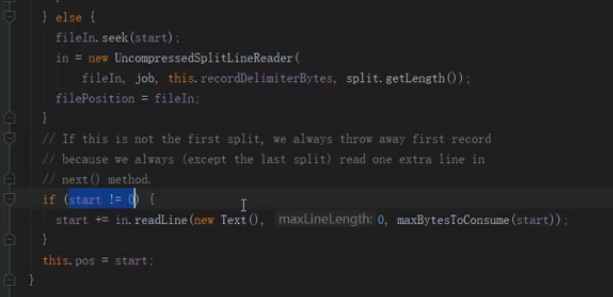 } else {
fileIn.seek(start);
in = new UncompressedSplitLineReader(
fileIn, job, this.recordDelimiterBytes, split.getLength());
filePosition = fileIn;
}
// If this is not the first split, we always throw away first record
// because we always (except the last split) read one extra line in
// next() method.
if (start != 0) {
start += in.readLine(new Text(), maxLineLength: 0, maxBytesToConsume(start));
}
this.pos = start;
}